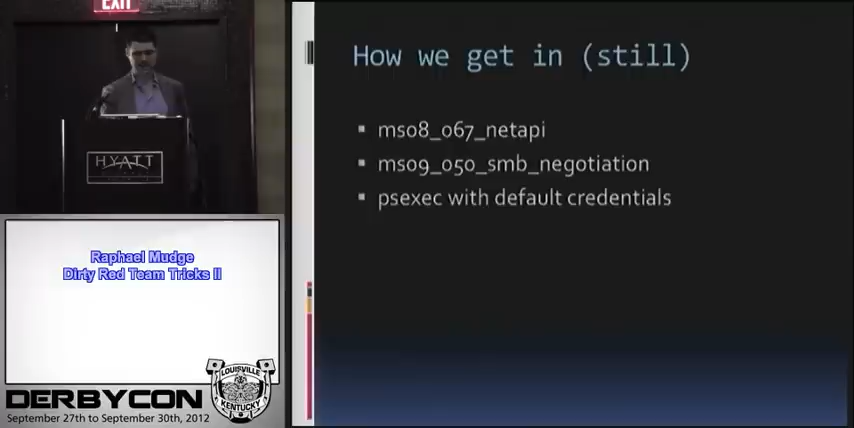 EXIT
HYATT
Raphael Mudge
Dirty Red Team Tricks II
LOUISVILLE
KENTUCKY
DERBYCON
September 27th to September 30th, 2012
How we get in (still)
▪ ms08_067_netapi
▪ ms09_050_smb_negotiation
▪ psexec with default credentials